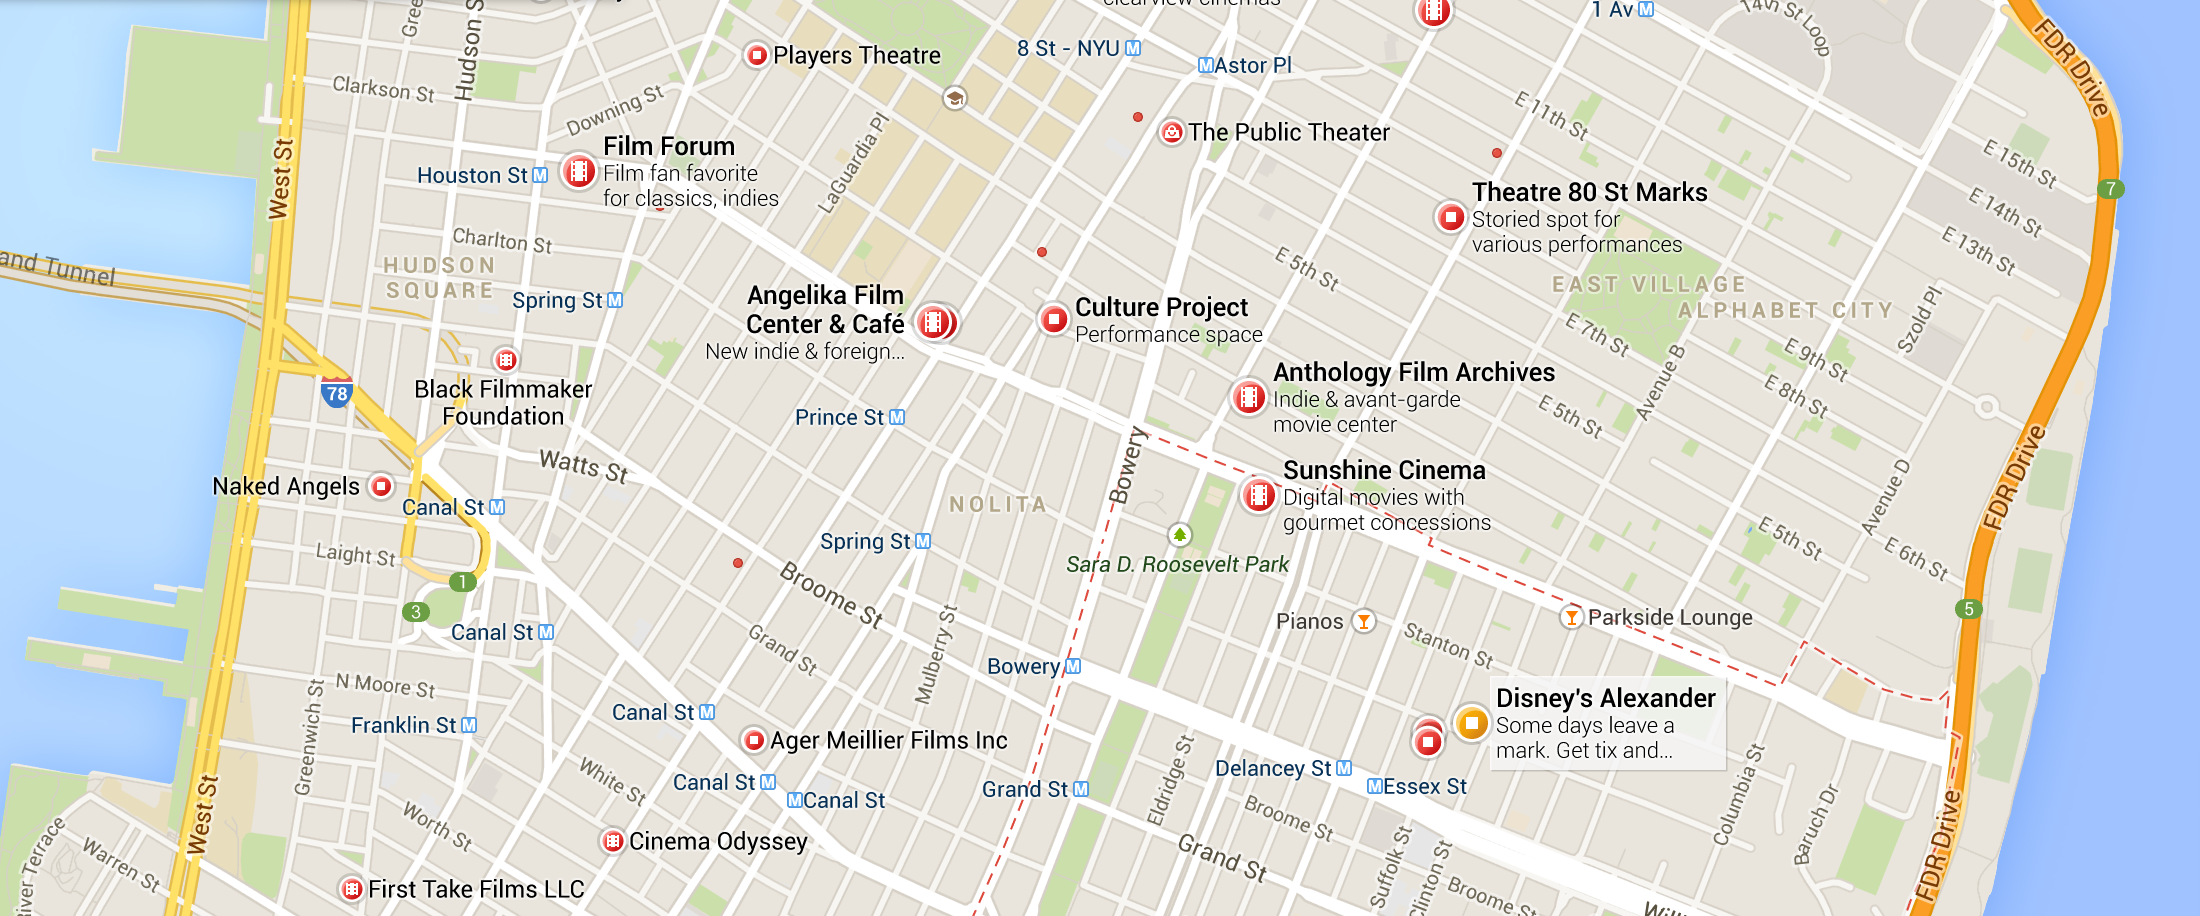 clearview cinemas
1 Av
14th St Loop
FDR Drive
Hudson St
Players Theatre
8 St - NYU
Astor Pl
Clarkson St
Downing St
LaGuardia Pl
The Public Theater
E 11th St
E 15th St
West St
Film Forum
Film fan favorite
for classics, indies
Houston St
Theatre 80 St Marks
Storied spot for
various performances
7
E 14th St
E 13th St
Charlton St
HUDSON
SQUARE
and Tunnel
Spring St
E 5th St
EAST VILLAGE
ALPHABET CITY
Szold Pl
Angelika Film
Center & Café
New indie & foreign...
Culture Project
Performance space
E 7th St
E 9th St
E 8th St
Avenue B
78
Black Filmmaker
Foundation
Prince St
Anthology Film Archives
Indie & avant-garde
movie center
E 5th St
Bowery
Watts St
Sunshine Cinema
Digital movies with
gourmet concessions
Avenue D
FDR Drive
Naked Angels
Canal St
NOLITA
Laight St
Spring St
Sara D. Roosevelt Park
E 5th St
E 6th St
1
3
Broome St
Canal St
Grand St
Mulberry St
Pianos
Parkside Lounge
5
Stanton St
Bowery
N Moore St
Greenwich St
Franklin St
Canal St
Ager Meillier Films Inc
Disney's Alexander
Some days leave a
mark. Get tix and...
White St
Canal St
Canal St
Grand St
Eldridge St
Delancey St
Essex St
Columbia St
Baruch Dr
West St
Worth St
Cinema Odyssey
Broome St
Grand St
Suffolk St
Clinton St
Broome St
FDR Drive
River Terrace
Warren St
First Take Films LLC